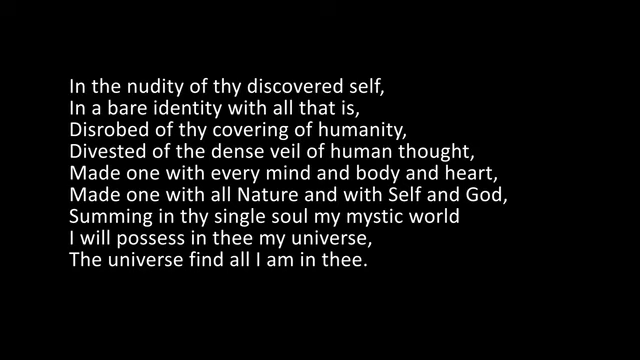 In the nudity of thy discovered self,
In a bare identity with all that is,
Disrobed of thy covering of humanity,
Divested of the dense veil of human thought,
Made one with every mind and body and heart,
Made one with all Nature and with Self and God,
Summing in thy single soul my mystic world
I will possess in thee my universe,
The universe find all I am in thee.